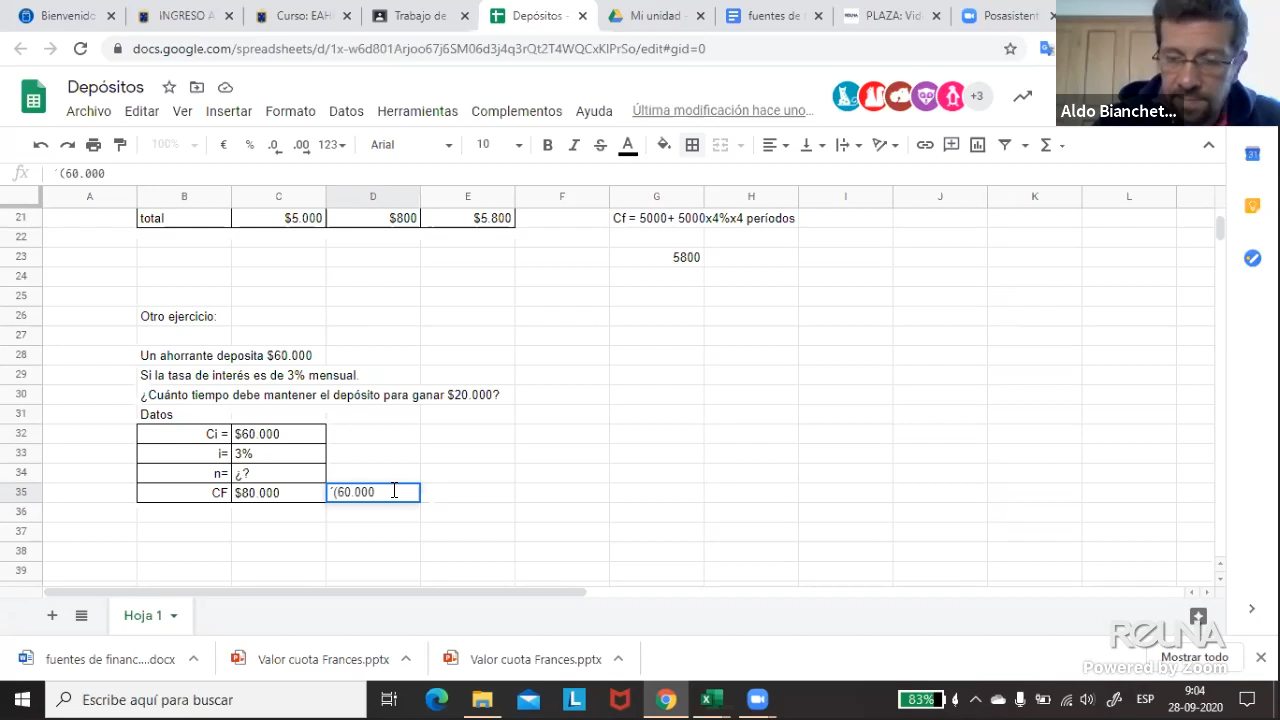 Bienvenido
INGRESO A
Curso: EAH
Trabajo de
Depósitos -
Mi unidad -
fuentes de
PLAZA: Vid
Posasistent
docs.google.com/spreadsheets/d/1x-w6d801Arjoo67j6SM06d3j4q3rQt2T4WQCxKlPrSo/edit#gid=0
Depósitos
Archivo Editar Ver Insertar Formato Datos Herramientas Complementos Ayuda Última modificación hace uno...
+3
Aldo Bianchet...
100% € % .0 .00 123 Arial 10 B I S A
fx ´(60.000
A B C D E F G H I J K L
21 total $5.000 $800 $5.800 Cf = 5000+ 5000x4%x4 períodos
22
23 5800
24
25
26 Otro ejercicio:
27
28 Un ahorrante deposita $60.000
29 Si la tasa de interés es de 3% mensual.
30 ¿Cuánto tiempo debe mantener el depósito para ganar $20.000?
31 Datos
32 Ci = $60.000
33 i= 3%
34 n= ¿?
35 CF $80.000 ´(60.000
36
37
38
39
Hoja 1
REUNA
Powered by Zoom
fuentes de financ....docx
Valor cuota Frances.pptx
Valor cuota Frances.pptx
Mostrar todo
Escribe aquí para buscar
83%
ESP
9:04
28-09-2020